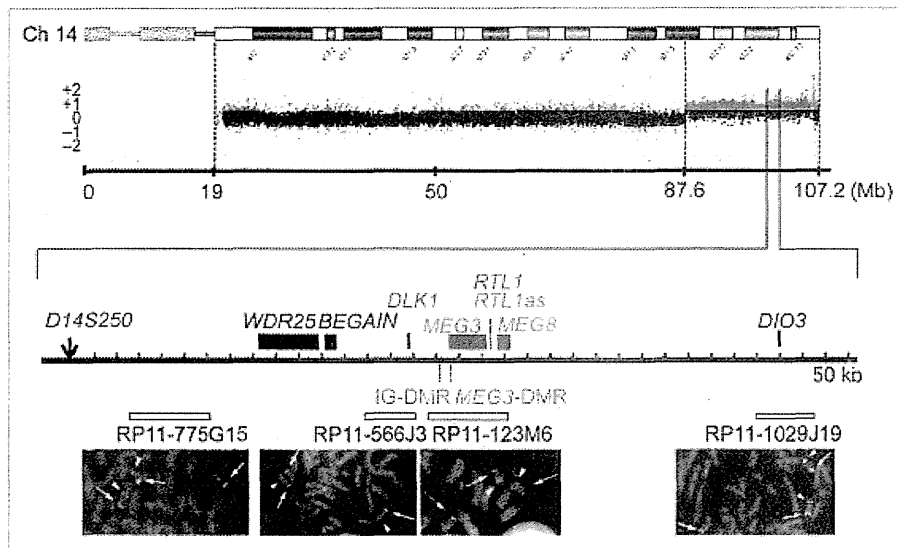 Ch 14
+2
+1
0
−1
−2
0 19 50 87.6 107.2 (Mb)
RTL1
DLK1 RTL1as
D14S250 WDR25 BEGAIN MEG3 MEG8 DIO3
50 kb
IG-DMR MEG3-DMR
RP11-775G15 RP11-566J3 RP11-123M6 RP11-1029J19